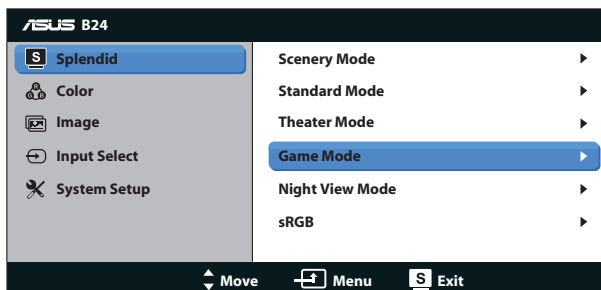 ASUS B24
S Splendid
Color
Image
Input Select
System Setup
Scenery Mode
Standard Mode
Theater Mode
Game Mode
Night View Mode
sRGB
Move Menu S Exit